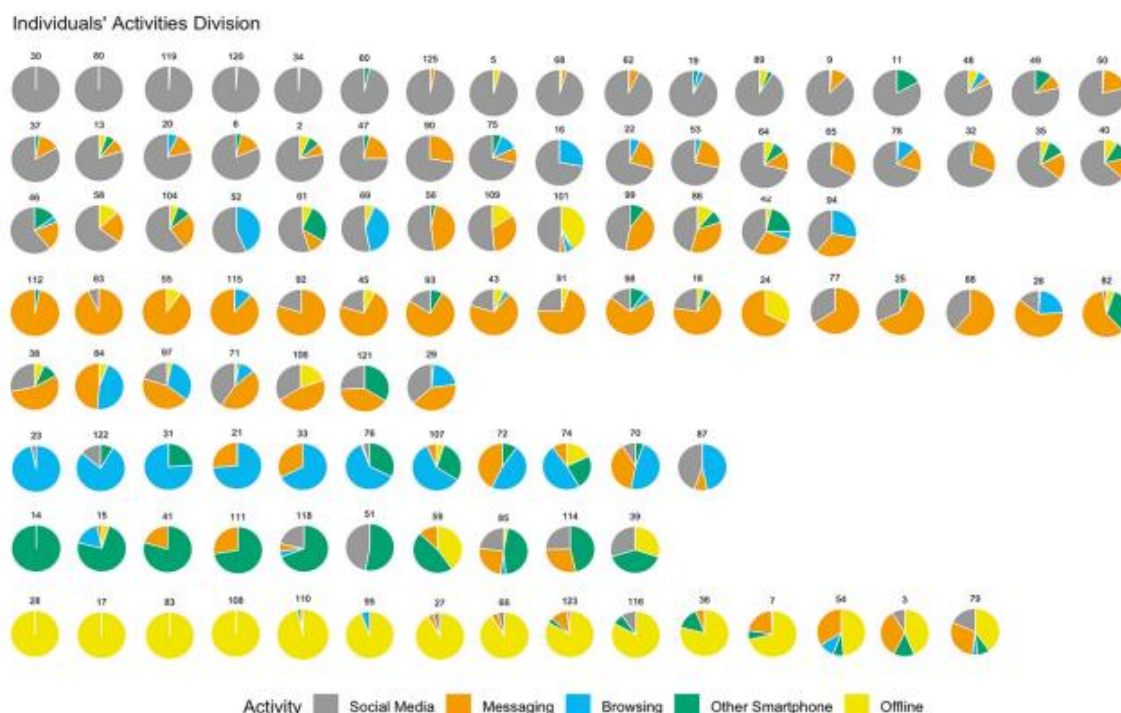 Individuals' Activities Division
30 80 119 120 34 60 125 5 68 62 19 89 9 11 48 49 50
37 13 20 6 2 47 90 75 16 22 53 64 65 78 32 35 40
46 58 104 52 61 69 56 109 101 99 86 42 94
112 63 55 115 92 45 93 43 91 98 18 24 77 25 88 26 82
38 84 97 71 106 121 29
23 122 31 21 33 76 107 72 74 70 87
14 15 41 111 118 51 59 85 114 39
28 17 83 108 110 95 27 66 123 116 36 7 54 3 79
Activity Social Media Messaging Browsing Other Smartphone Offline